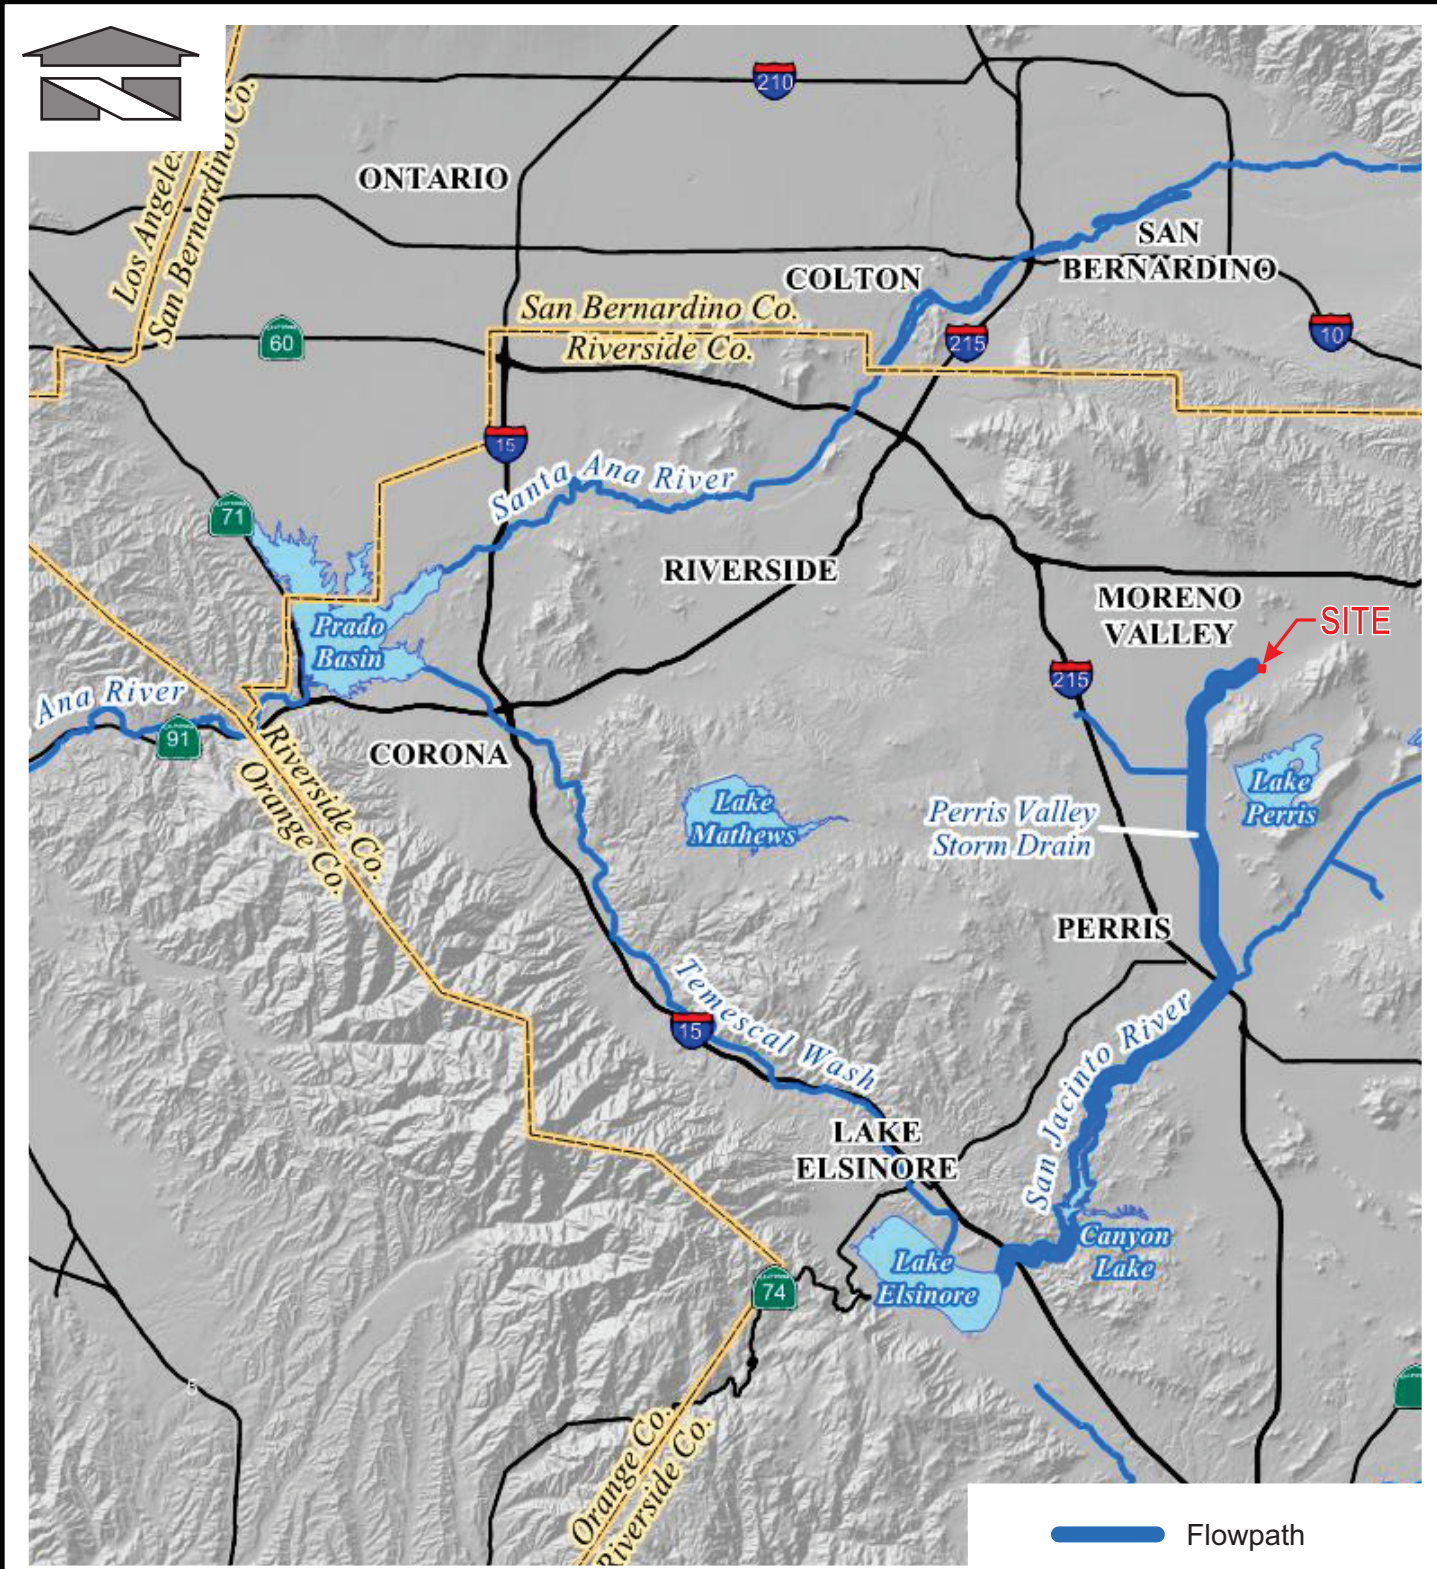 210
Los Angeles
San Bernardino Co.
ONTARIO
SAN
BERNARDINO
COLTON
San Bernardino Co.
Riverside Co.
60
215
10
15
Santa Ana River
71
RIVERSIDE
MORENO
VALLEY
SITE
Prado
Basin
215
Ana River
91
CORONA
Riverside Co.
Orange Co.
Lake
Mathews
Lake
Perris
Perris Valley
Storm Drain
PERRIS
Temescal Wash
15
San Jacinto River
LAKE
ELSINORE
Canyon
Lake
Lake
Elsinore
74
5
Orange Co.
Riverside Co.
Flowpath